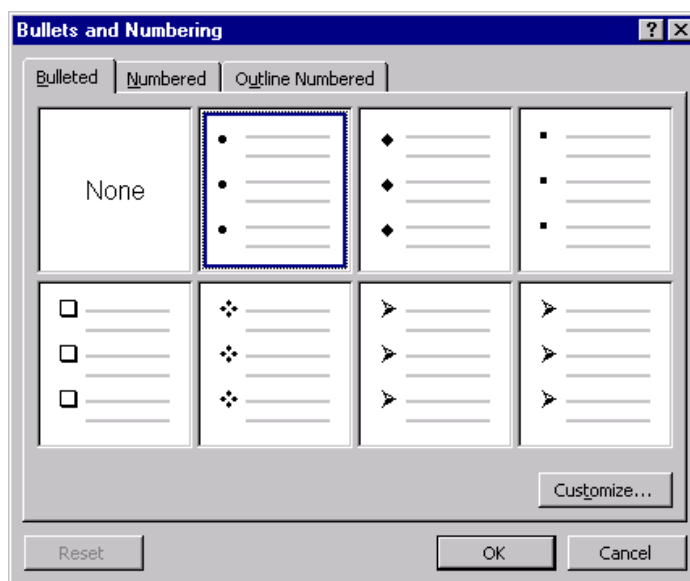 Bullets and Numbering
Bulleted Numbered Outline Numbered
None
Customize...
Reset OK Cancel